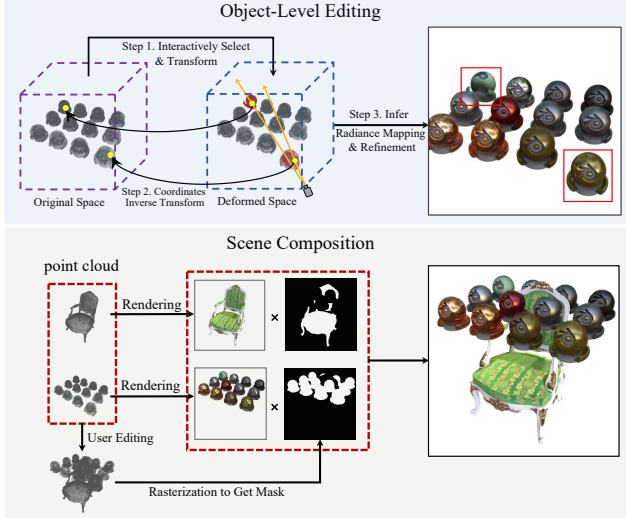 Object-Level Editing
Step 1. Interactively Select
& Transform
Step 3. Infer
Radiance Mapping
& Refinement
Step 2. Coordinates
Inverse Transform
Original Space
Deformed Space
Scene Composition
point cloud
Rendering
×
Rendering
×
User Editing
Rasterization to Get Mask